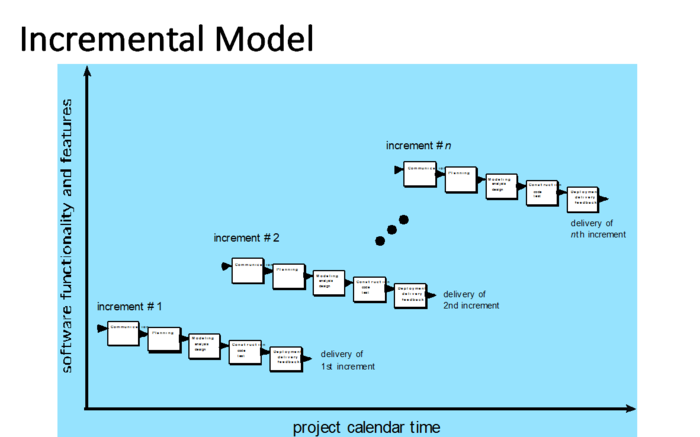 Incremental Model
software functionality and features
increment # n
Communication
Planning
Modeling
analysis
design
Construction
code
test
Deployment
delivery
feedback
delivery of
nth increment
increment # 2
Communication
Planning
Modeling
analysis
design
Construction
code
test
Deployment
delivery
feedback
delivery of
2nd increment
increment # 1
Communication
Planning
Modeling
analysis
design
Construction
code
test
Deployment
delivery
feedback
delivery of
1st increment
project calendar time